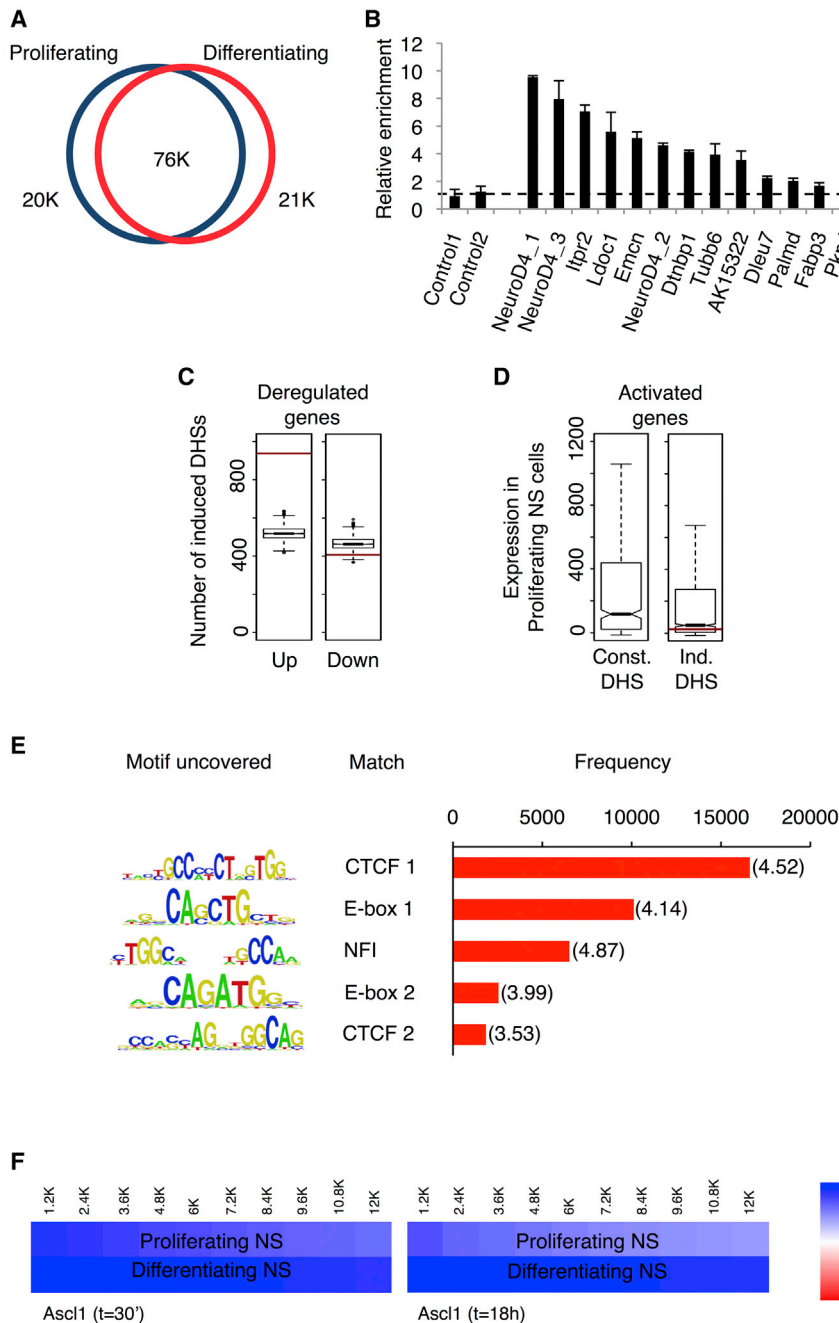 A
Proliferating Differentiating
76K
20K 21K
B
Relative enrichment
12
10
8
6
4
2
0
Control1
Control2
NeuroD4_1
NeuroD4_3
Itpr2
Ldoc1
Emcn
NeuroD4_2
Dtnbp1
Tubb6
AK15322
Dleu7
Palmd
Fabp3
C
Deregulated
genes
Number of induced DHSs
800
400
0
Up Down
D
Activated
genes
Expression in
Proliferating NS cells
1200
800
400
0
Const.
DHS
Ind.
DHS
E
Motif uncovered Match Frequency
0 5000 10000 15000 20000
CTCF 1 (4.52)
E-box 1 (4.14)
NFI (4.87)
E-box 2 (3.99)
CTCF 2 (3.53)
F
1.2K 2.4K 3.6K 4.8K 6K 7.2K 8.4K 9.6K 10.8K 12K
Proliferating NS
Differentiating NS
Ascl1 (t=30')
1.2K 2.4K 3.6K 4.8K 6K 7.2K 8.4K 9.6K 10.8K 12K
Proliferating NS
Differentiating NS
Ascl1 (t=18h)